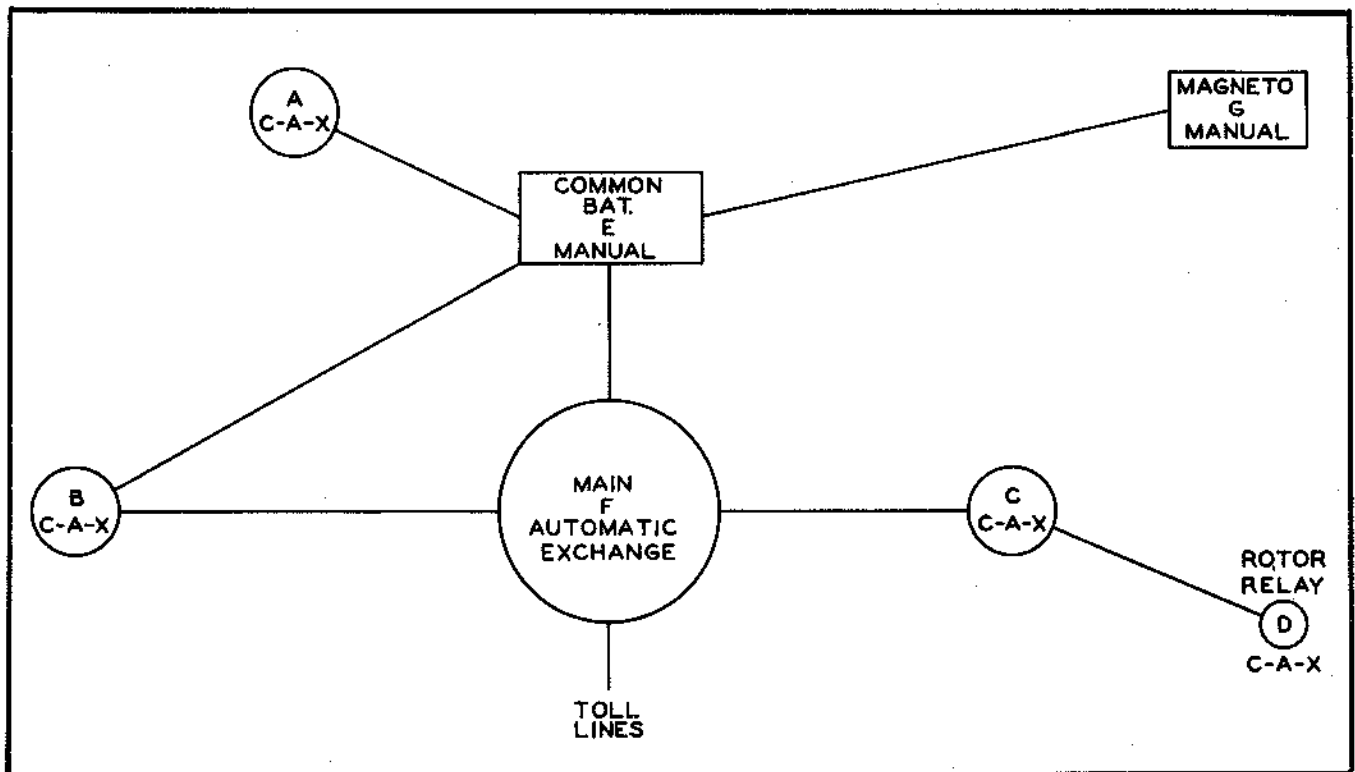 A
C-A-X
MAGNETO
G
MANUAL
COMMON
BAT.
E
MANUAL
B
C-A-X
MAIN
F
AUTOMATIC
EXCHANGE
C
C-A-X
ROTOR
RELAY
D
C-A-X
TOLL
LINES